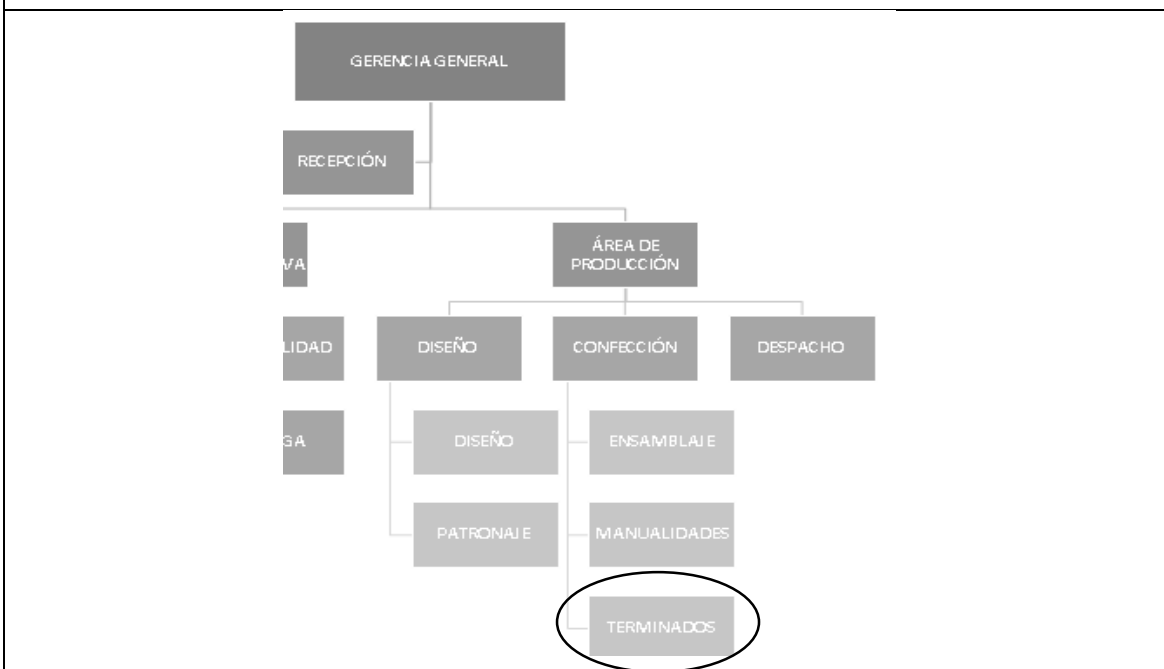 GERENCIA GENERAL
RECEPCIÓN
VA
ÁREA DE
PRODUCCIÓN
LIDAD
DISEÑO
CONFECCIÓN
DESPACHO
GA
DISEÑO
ENSAMBLAJE
PATRONAJE
MANUALIDADES
TERMINADOS